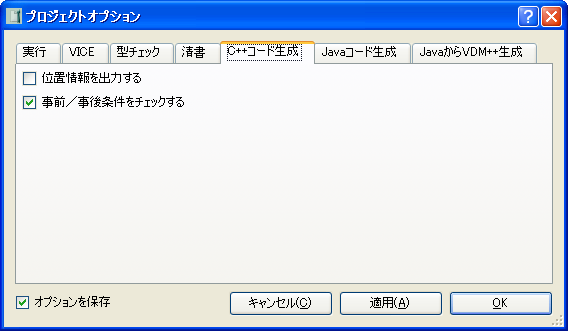 プロジェクトオプション
実行 VICE 型チェック 清書 C++コード生成 Javaコード生成 JavaからVDM++生成
位置情報を出力する
事前／事後条件をチェックする
オプションを保存 キャンセル(C) 適用(A) OK